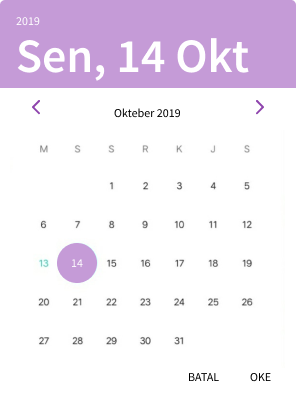 2019
Sen, 14 Okt
Okteber 2019
M S S R K J S
1 2 3 4 5
6 7 8 9 10 11 12
13 14 15 16 17 18 19
20 21 22 23 24 25 26
27 28 29 30 31
BATAL OKE